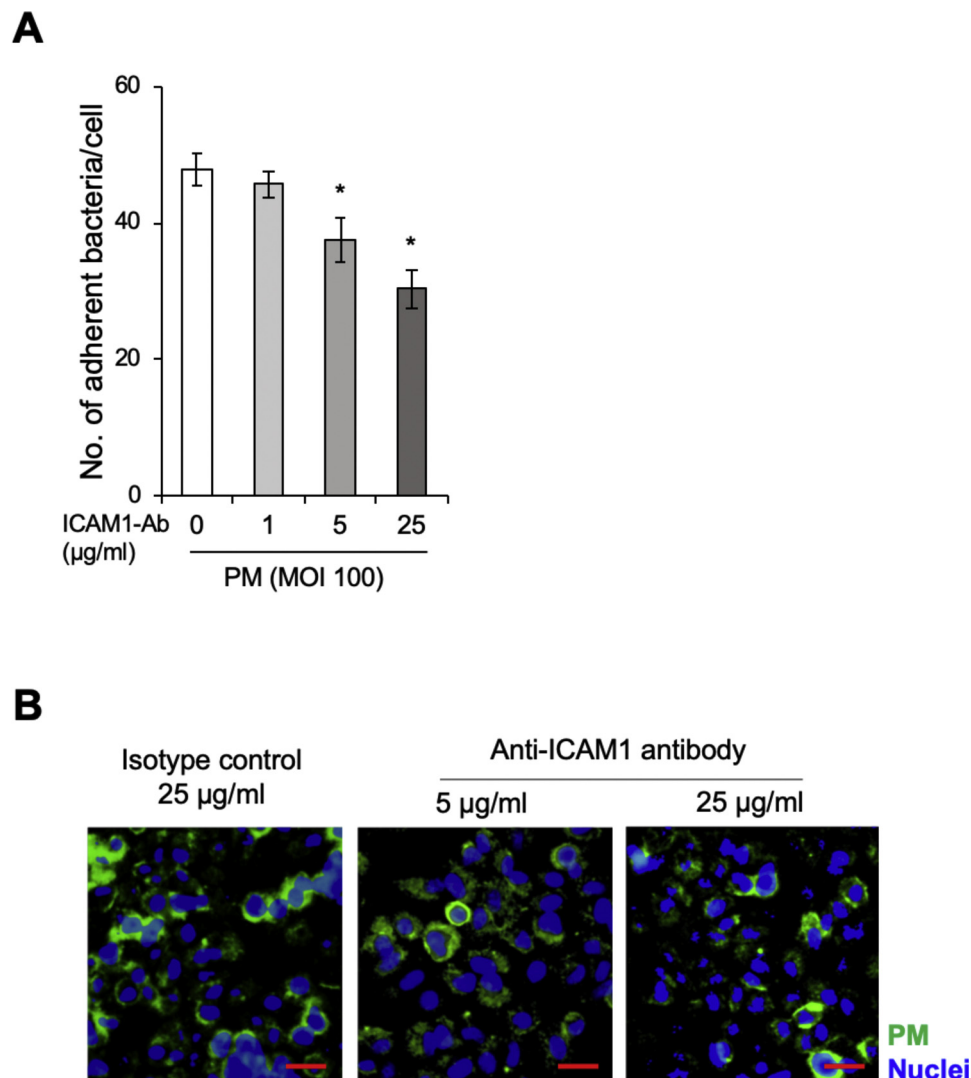 A
No. of adherent bacteria/cell
60
40
20
0
*
*
ICAM1-Ab 0 1 5 25
(µg/ml)
PM (MOI 100)
B
Isotype control
25 µg/ml
Anti-ICAM1 antibody
5 µg/ml 25 µg/ml
PM
Nuclei